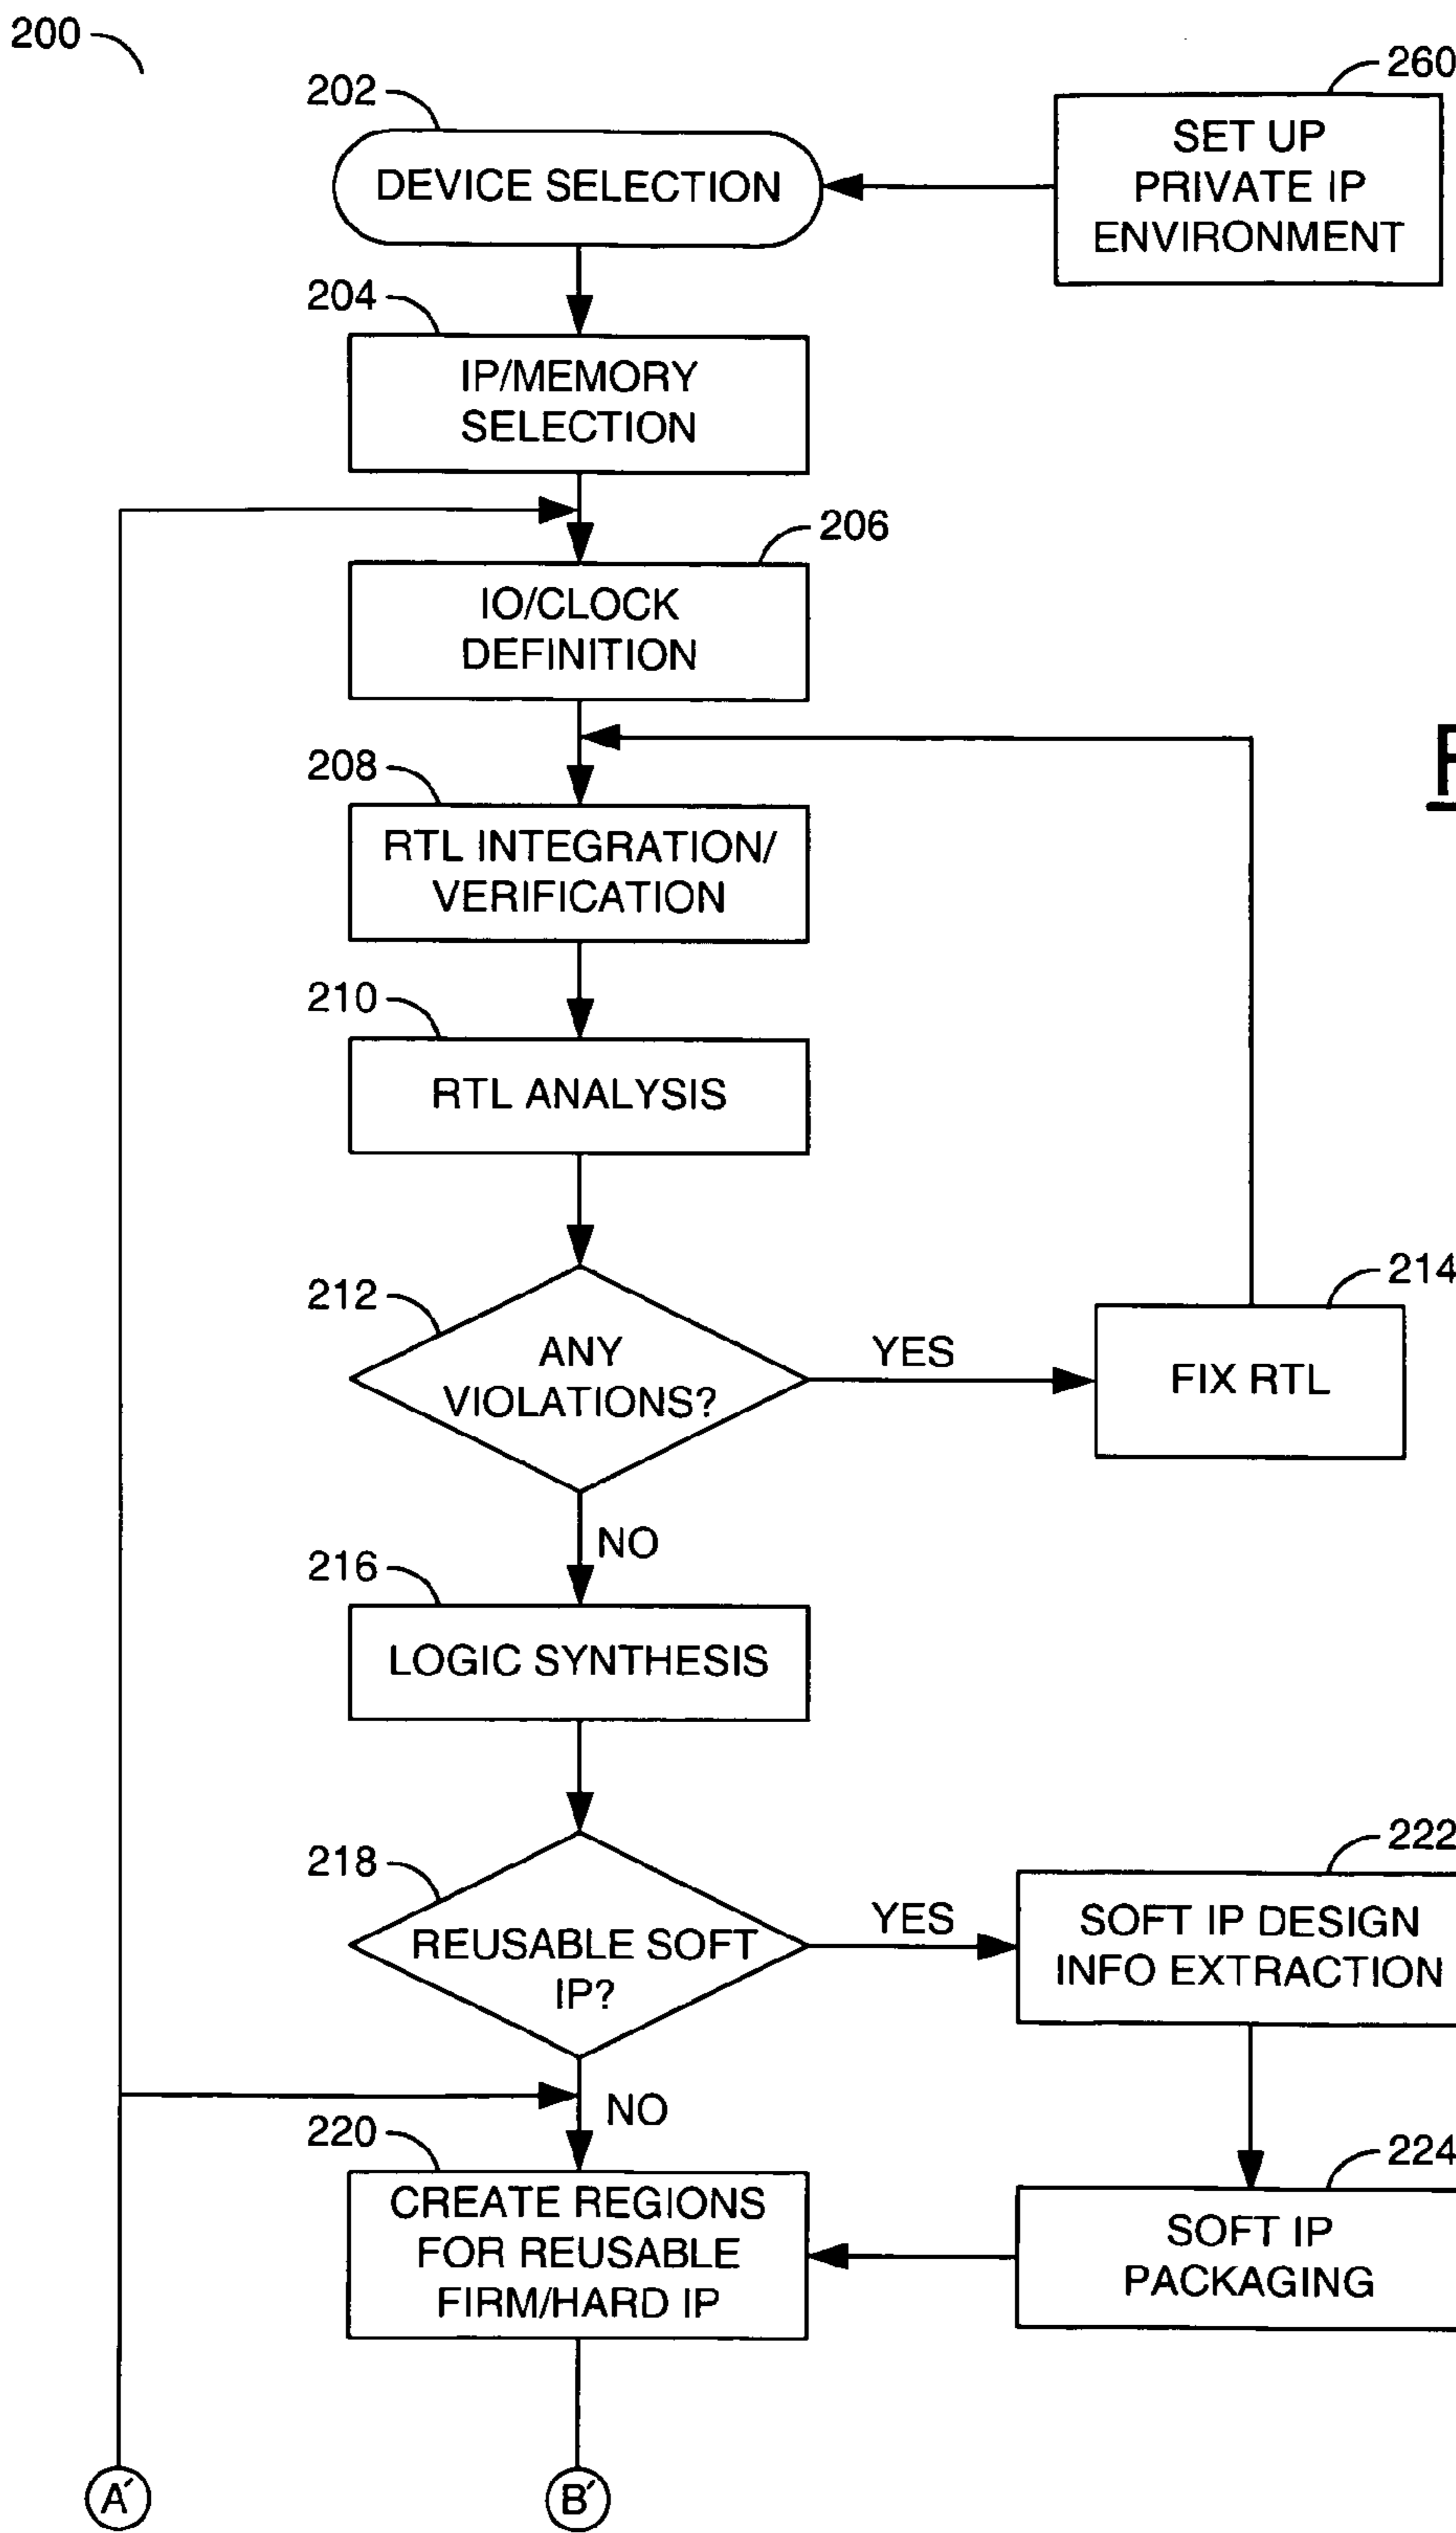 200
202
260
DEVICE SELECTION
SET UP
PRIVATE IP
ENVIRONMENT
204
IP/MEMORY
SELECTION
206
IO/CLOCK
DEFINITION
208
RTL INTEGRATION/
VERIFICATION
210
RTL ANALYSIS
212
ANY
VIOLATIONS?
YES
214
FIX RTL
NO
216
LOGIC SYNTHESIS
218
REUSABLE SOFT
IP?
YES
222
SOFT IP DESIGN
INFO EXTRACTION
NO
220
CREATE REGIONS
FOR REUSABLE
FIRM/HARD IP
224
SOFT IP
PACKAGING
A′
B′